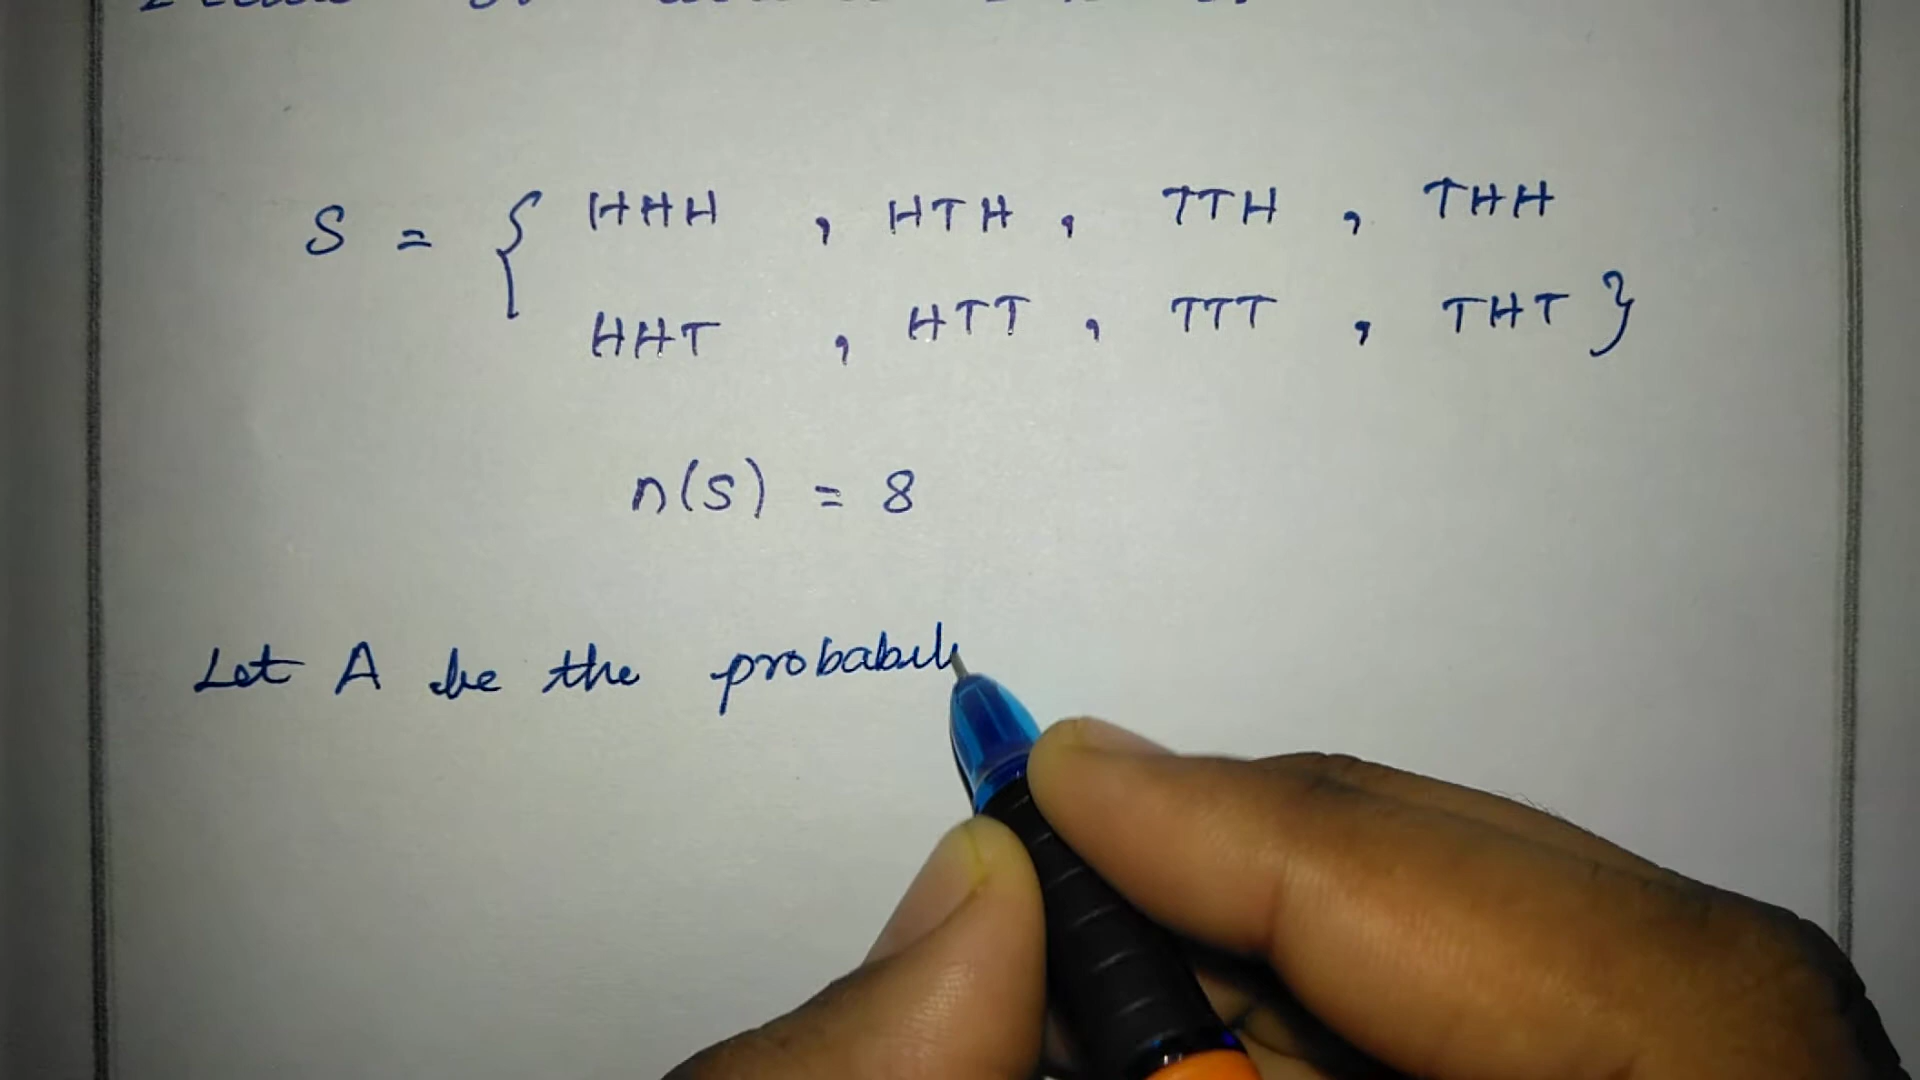 S = { HHH , HTH , TTH , THH
HHT , HTT , TTT , THT }
n(S) = 8
Let A be the probabil